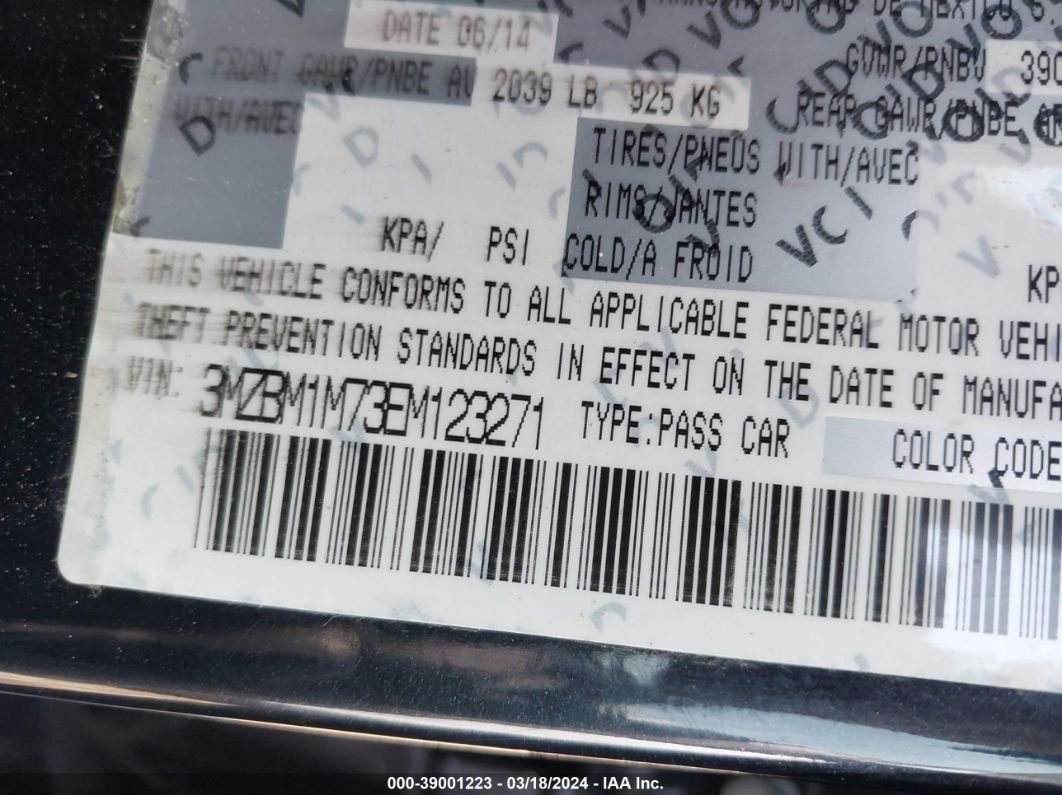 DE MEXICO
DATE 06/14
GVWR/PNBV 390
FRONT GAWR/PNBE AV 2039 LB 925 KG
REAR GAWR/PNBE
WITH/AVEC
TIRES/PNEUS WITH/AVEC
RIMS/JANTES
KPA/ PSI COLD/A FROID
KP
THIS VEHICLE CONFORMS TO ALL APPLICABLE FEDERAL MOTOR VEHI
THEFT PREVENTION STANDARDS IN EFFECT ON THE DATE OF MANUFA
VIN: 3MZBM1M73EM123271 TYPE:PASS CAR
COLOR CODE
000-39001223 - 03/18/2024 - IAA Inc.